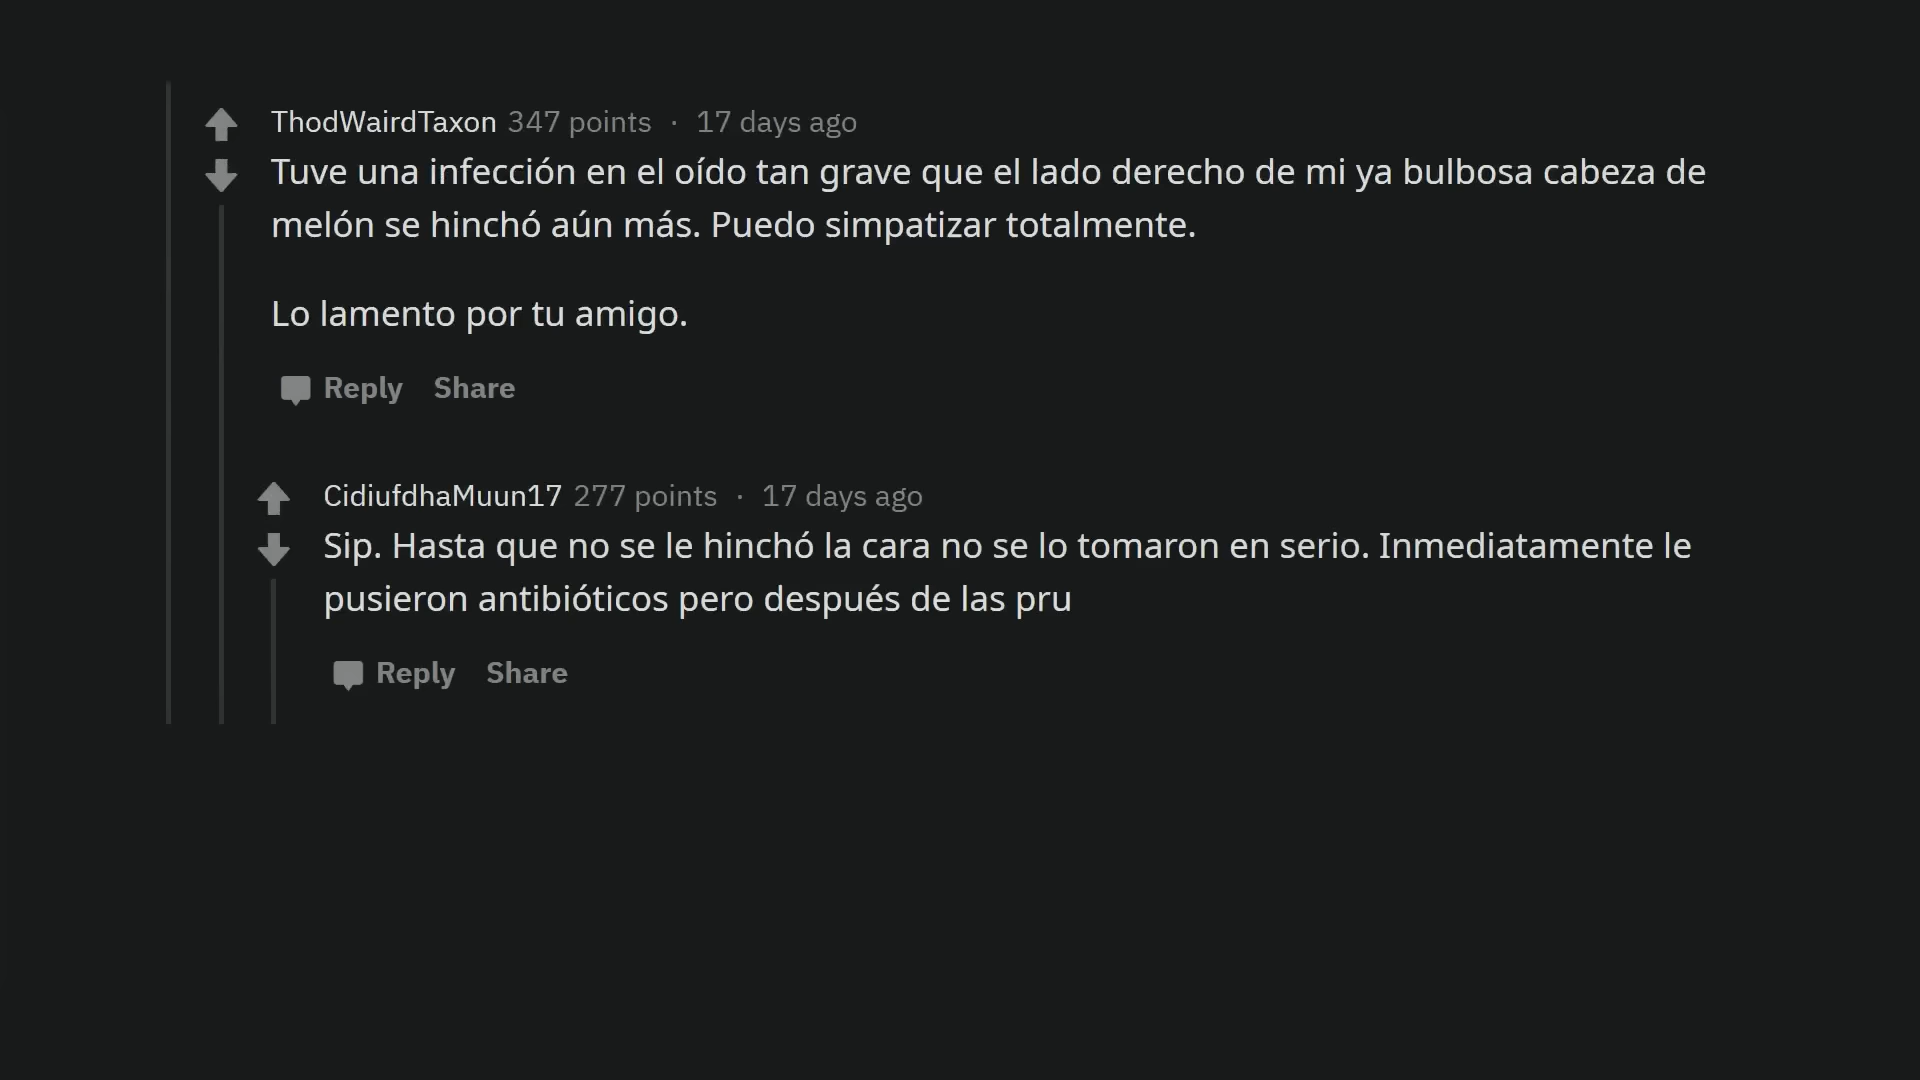 ThodWairdTaxon 347 points · 17 days ago
Tuve una infección en el oído tan grave que el lado derecho de mi ya bulbosa cabeza de
melón se hinchó aún más. Puedo simpatizar totalmente.
Lo lamento por tu amigo.
Reply Share
CidiufdhaMuun17 277 points · 17 days ago
Sip. Hasta que no se le hinchó la cara no se lo tomaron en serio. Inmediatamente le
pusieron antibióticos pero después de las pru
Reply Share